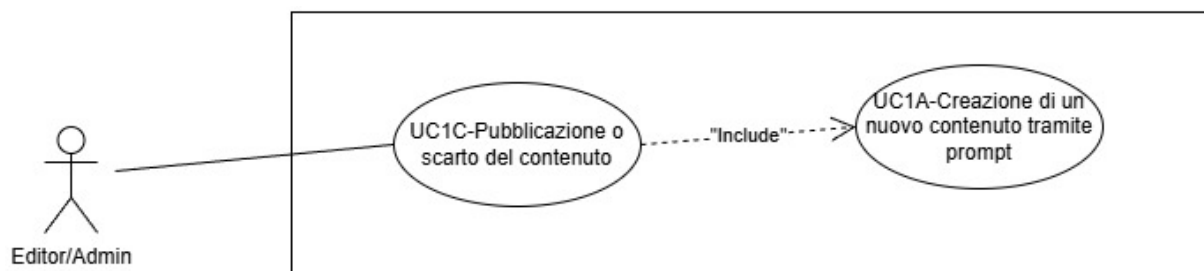 UC1C-Pubblicazione o
scarto del contenuto
"Include"
UC1A-Creazione di un
nuovo contenuto tramite
prompt
Editor/Admin